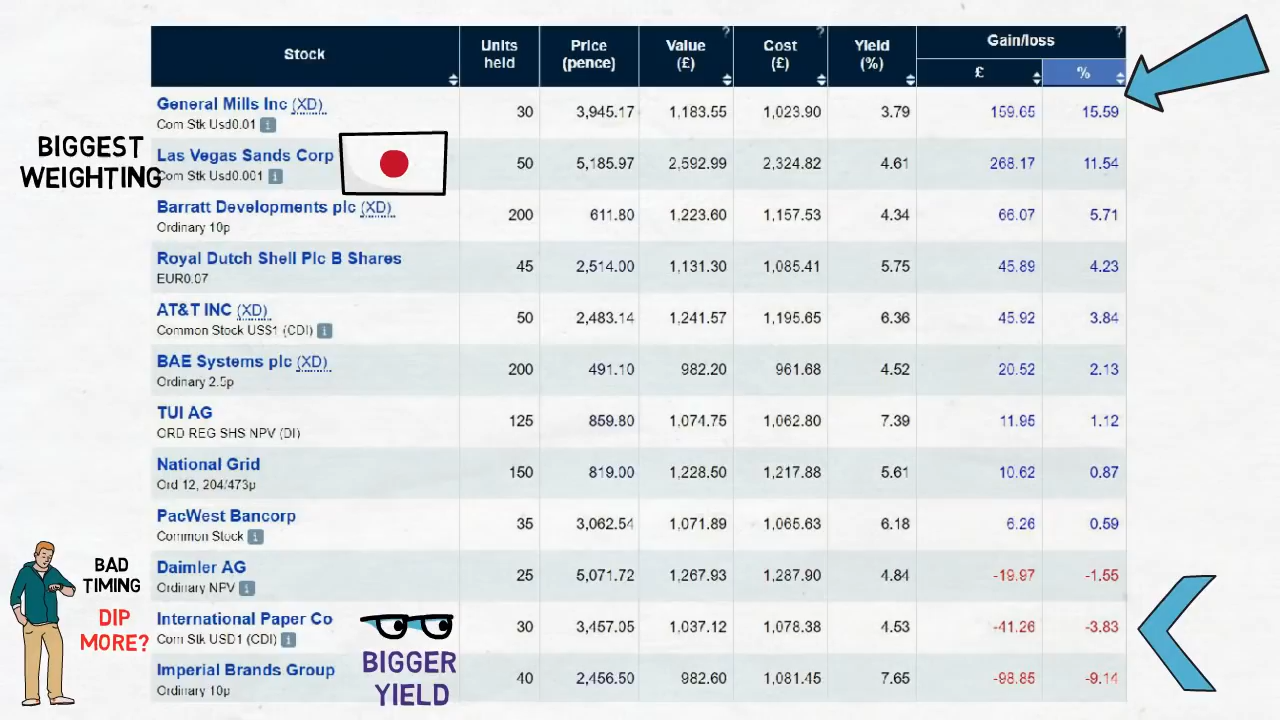 Stock
Units held
Price (pence)
Value (£)
Cost (£)
Yield (%)
Gain/loss
£
%
?
?
?
General Mills Inc (XD) 30 3,945.17 1,183.55 1,023.90 3.79 159.65 15.59
Com Stk Usd0.01 i
BIGGEST
WEIGHTING
Las Vegas Sands Corp 50 5,185.97 2,592.99 2,324.82 4.61 268.17 11.54
Com Stk Usd0.001 i
Barratt Developments plc (XD) 200 611.80 1,223.60 1,157.53 4.34 66.07 5.71
Ordinary 10p
Royal Dutch Shell Plc B Shares 45 2,514.00 1,131.30 1,085.41 5.75 45.89 4.23
EUR0.07
AT&T INC (XD) 50 2,483.14 1,241.57 1,195.65 6.36 45.92 3.84
Common Stock US$1 (CDI) i
BAE Systems plc (XD) 200 491.10 982.20 961.68 4.52 20.52 2.13
Ordinary 2.5p
TUI AG 125 859.80 1,074.75 1,062.80 7.39 11.95 1.12
ORD REG SHS NPV (DI)
National Grid 150 819.00 1,228.50 1,217.88 5.61 10.62 0.87
Ord 12, 204/473p
PacWest Bancorp 35 3,062.54 1,071.89 1,065.63 6.18 6.26 0.59
Common Stock i
Daimler AG 25 5,071.72 1,267.93 1,287.90 4.84 -19.97 -1.55
Ordinary NPV i
International Paper Co 30 3,457.05 1,037.12 1,078.38 4.53 -41.26 -3.83
Com Stk USD1 (CDI) i
Imperial Brands Group 40 2,456.50 982.60 1,081.45 7.65 -98.85 -9.14
Ordinary 10p
BAD
TIMING
DIP
MORE?
BIGGER
YIELD